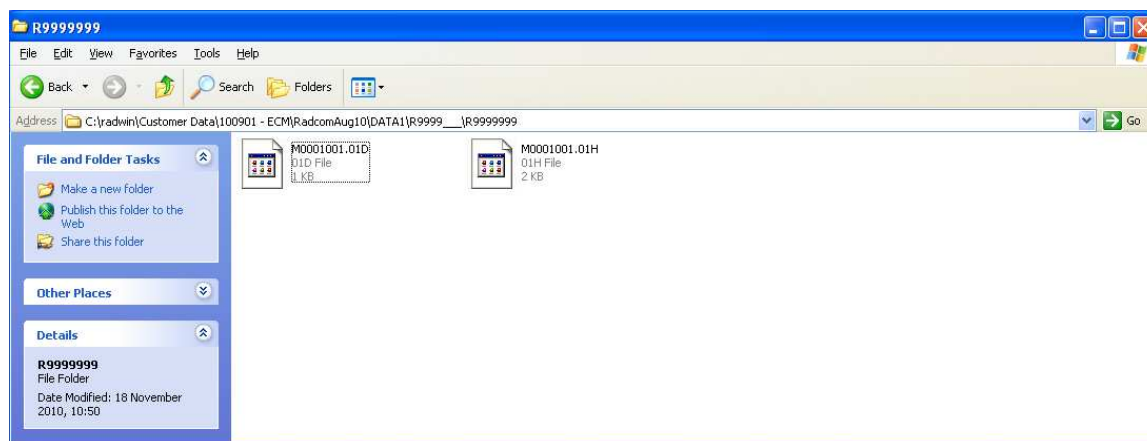 R9999999
File Edit View Favorites Tools Help
Back Search Folders
Address C:\radwin\Customer Data\100901 - ECM\RadcomAug10\DATA1\R9999___\R9999999 Go
File and Folder Tasks
Make a new folder
Publish this folder to the
Web
Share this folder
Other Places
Details
R9999999
File Folder
Date Modified: 18 November
2010, 10:50
M0001001.01D
01D File
1 KB
M0001001.01H
01H File
2 KB